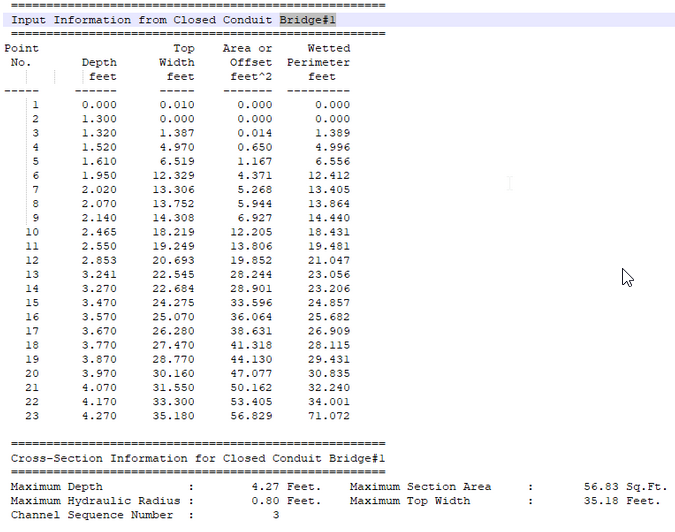 ==================================================
Input Information from Closed Conduit Bridge#1
==================================================
Point Top Area or Wetted
No. Depth Width Offset Perimeter
feet feet feet^2 feet
----- ------ ----- ------- ---------
1 0.000 0.010 0.000 0.000
2 1.300 0.000 0.000 0.000
3 1.320 1.387 0.014 1.389
4 1.520 4.970 0.650 4.996
5 1.610 6.519 1.167 6.556
6 1.950 12.329 4.371 12.412
7 2.020 13.306 5.268 13.405
8 2.070 13.752 5.944 13.864
9 2.140 14.308 6.927 14.440
10 2.465 18.219 12.205 18.431
11 2.550 19.249 13.806 19.481
12 2.853 20.693 19.852 21.047
13 3.241 22.545 28.244 23.056
14 3.270 22.684 28.901 23.206
15 3.470 24.275 33.596 24.857
16 3.570 25.070 36.064 25.682
17 3.670 26.280 38.631 26.909
18 3.770 27.470 41.318 28.115
19 3.870 28.770 44.130 29.431
20 3.970 30.160 47.077 30.835
21 4.070 31.550 50.162 32.240
22 4.170 33.300 53.405 34.001
23 4.270 35.180 56.829 71.072
==================================================
Cross-Section Information for Closed Conduit Bridge#1
==================================================
Maximum Depth : 4.27 Feet. Maximum Section Area : 56.83 Sq.Ft.
Maximum Hydraulic Radius : 0.80 Feet. Maximum Top Width : 35.18 Feet.
Channel Sequence Number : 3